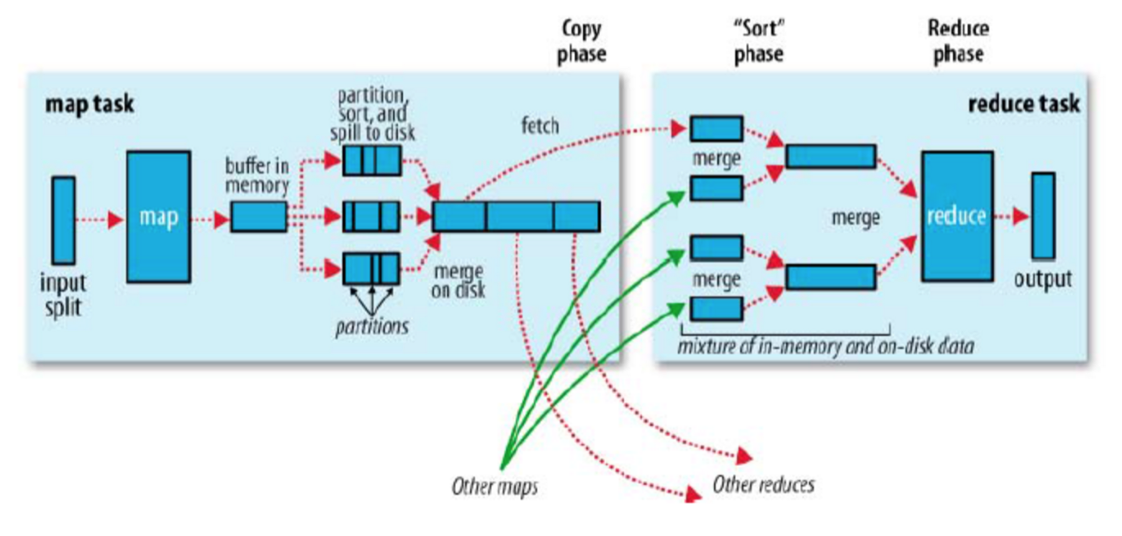 Copy
phase
"Sort"
phase
Reduce
phase
map task
partition,
sort, and
spill to disk
fetch
reduce task
buffer in
memory
map
merge
merge
reduce
input
split
merge
on disk
merge
output
partitions
mixture of in-memory and on-disk data
Other maps
Other reduces